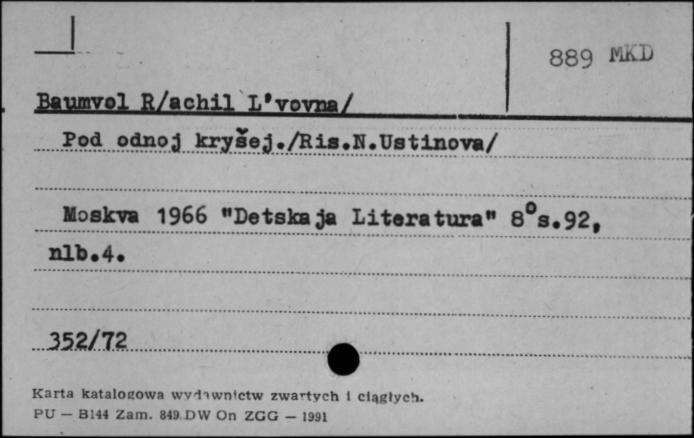 889 MKD
Baumvol R/achil L'vovna/
Pod odnoj kryšej./Ris.N.Ustinova/
Moskva 1966 "Detskaja Literatura" 8°s.92,
nlb.4.
352/72
Karta katalogowa wydawnictw zwartych i ciągłych.
PU — B144 Zam. 849.DW On ZGG — 1991